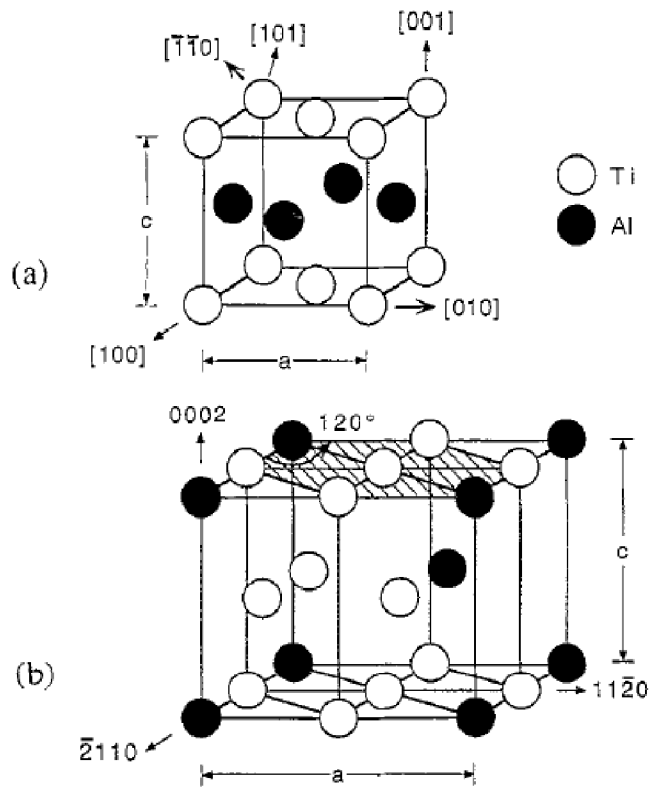 [1̄1̄0]
[101]
[001]
c
Ti
Al
(a)
[010]
[100]
a
0002
120°
c
(b)
112̄0
2̄110
a